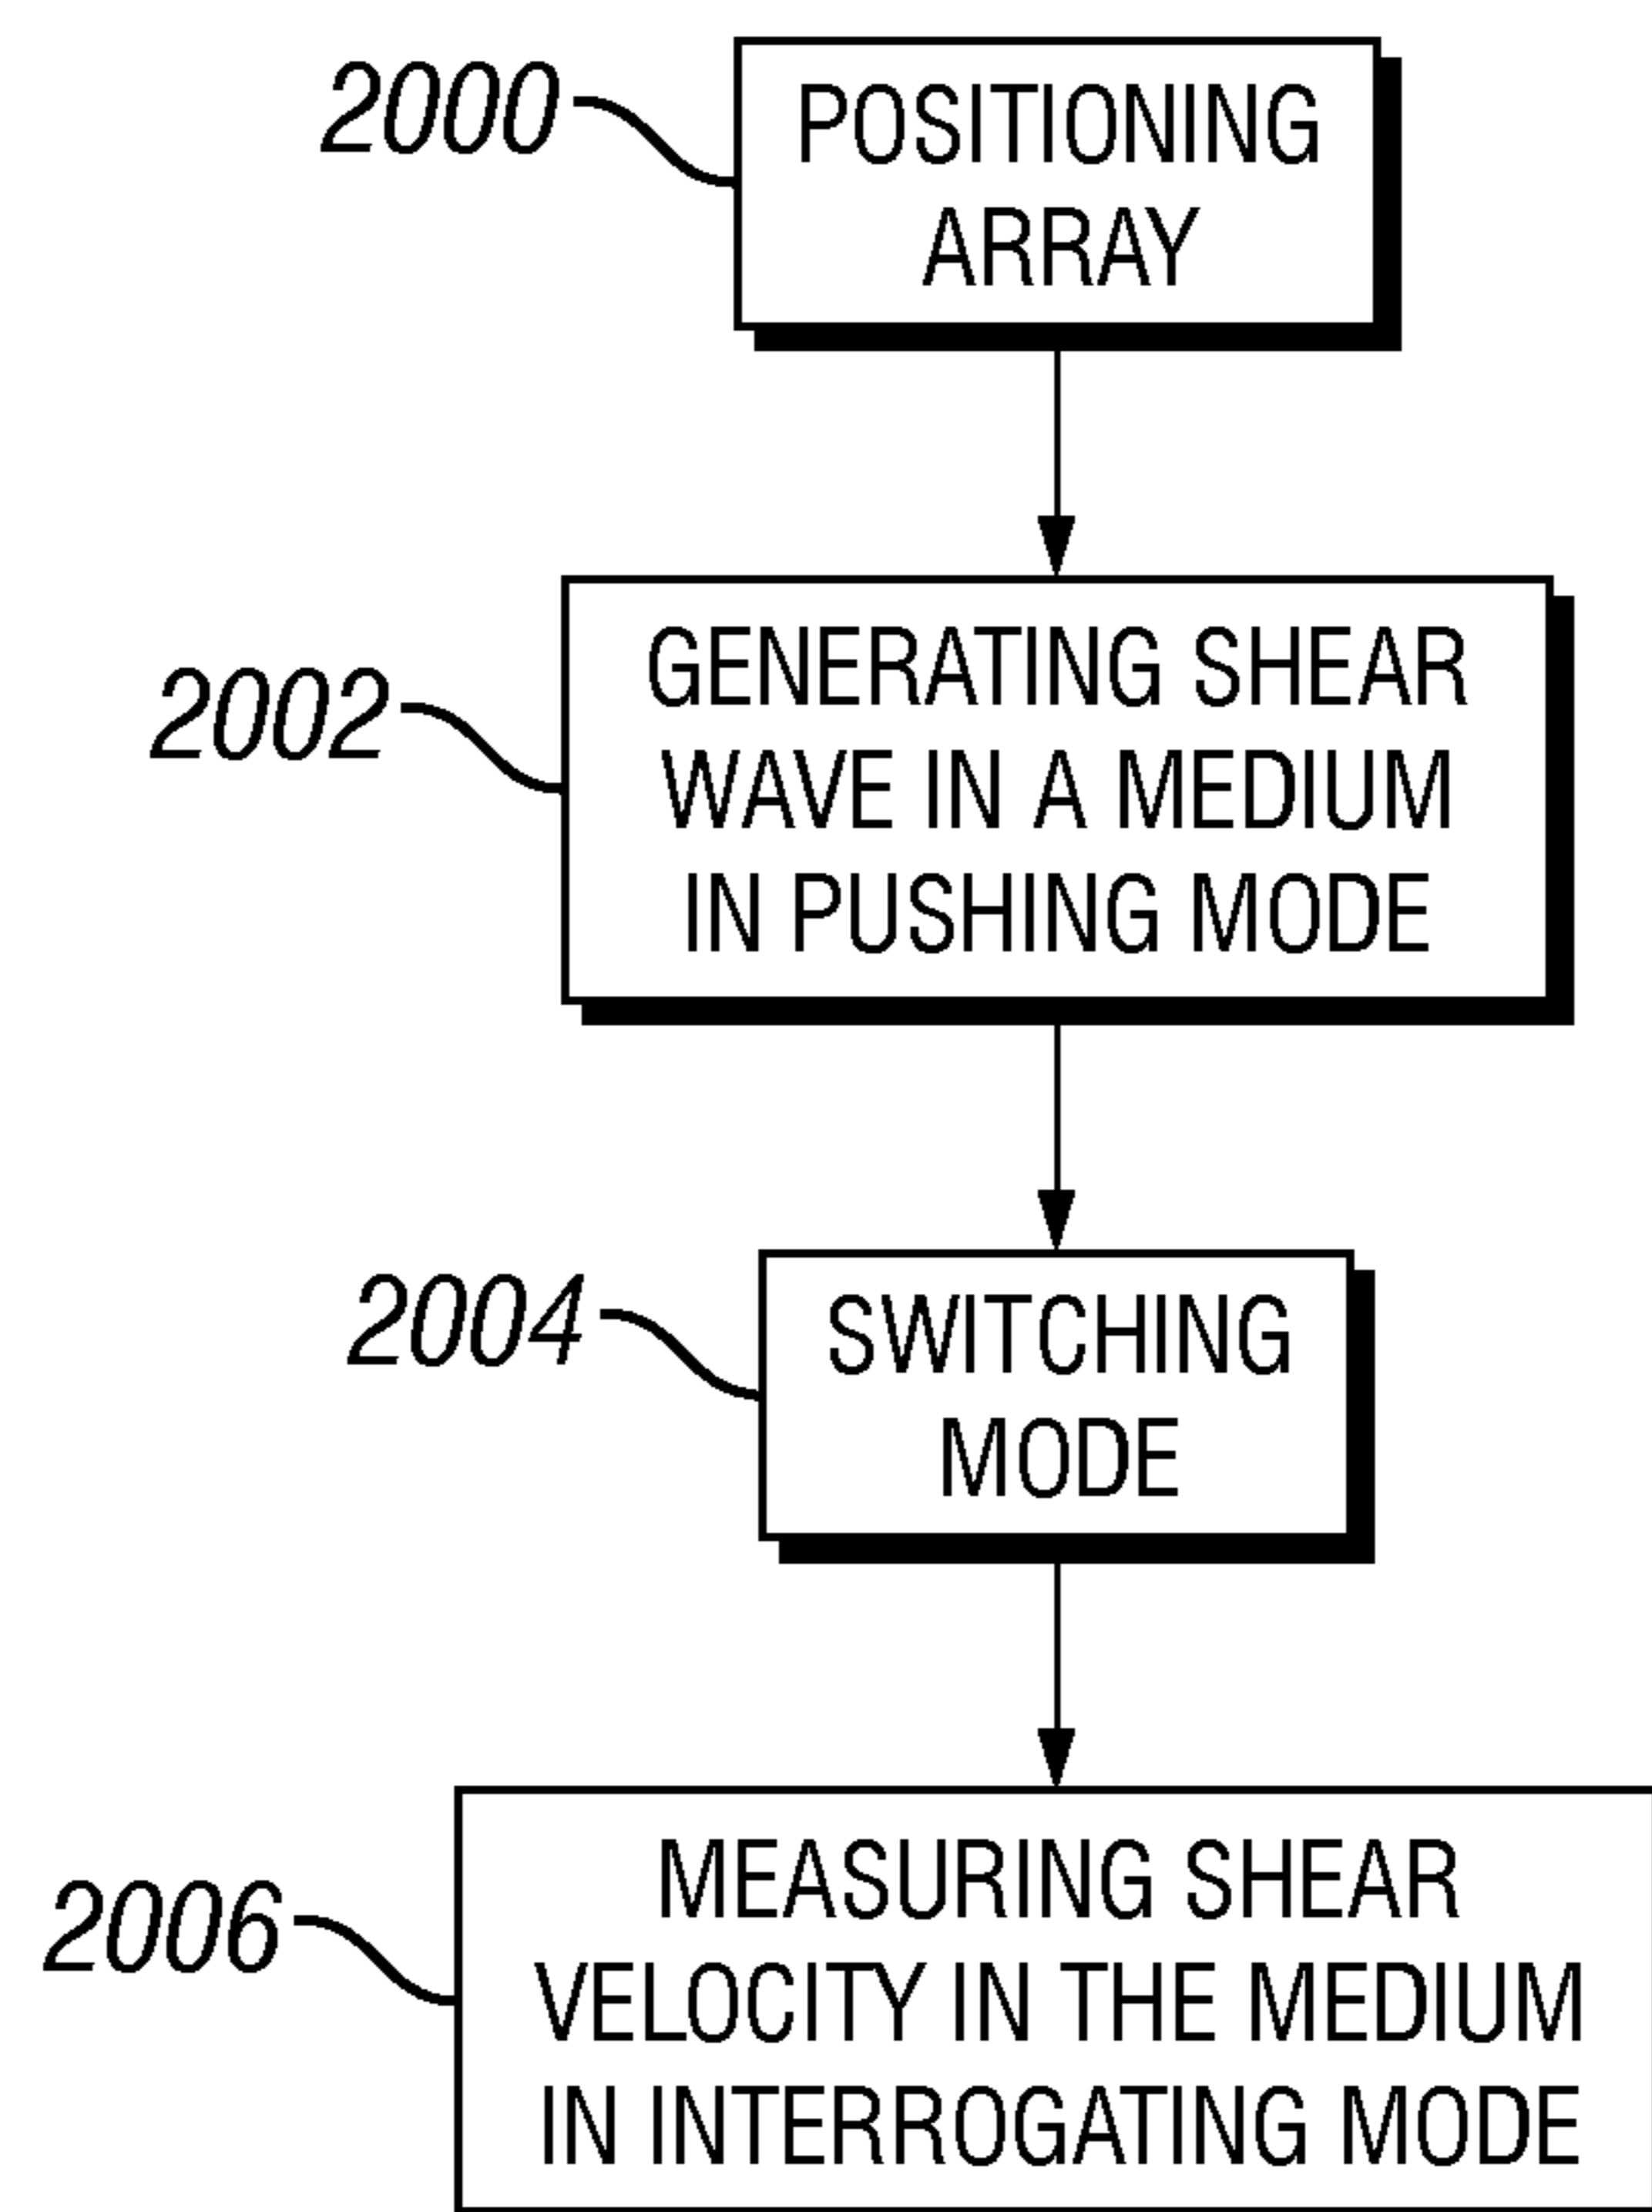 2000
POSITIONING
ARRAY
2002
GENERATING SHEAR
WAVE IN A MEDIUM
IN PUSHING MODE
2004
SWITCHING
MODE
2006
MEASURING SHEAR
VELOCITY IN THE MEDIUM
IN INTERROGATING MODE